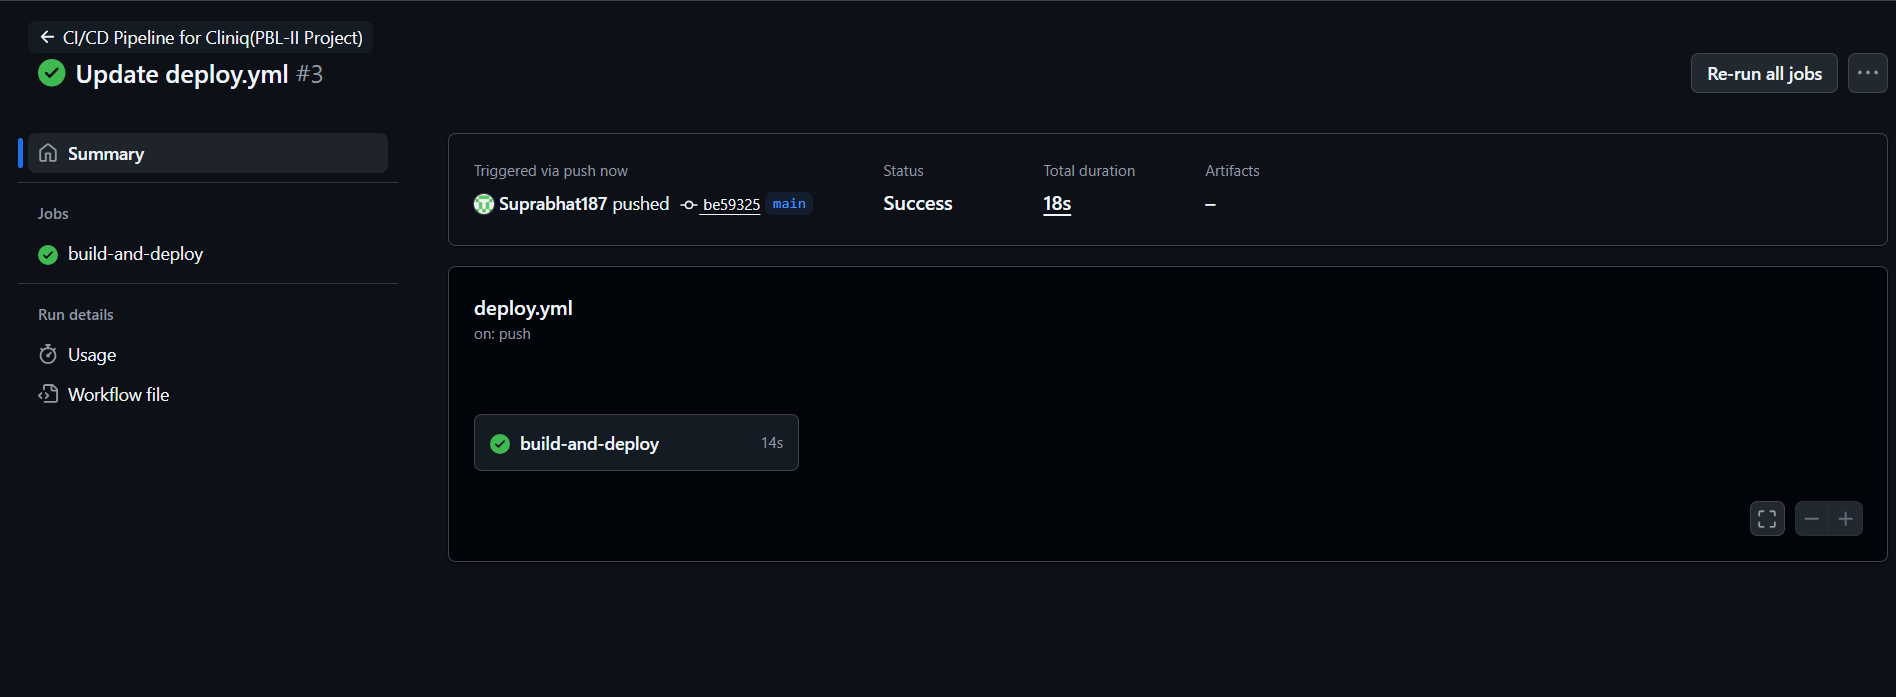 CI/CD Pipeline for Cliniq(PBL-II Project)
Update deploy.yml #3
Re-run all jobs
Summary
Jobs
build-and-deploy
Run details
Usage
Workflow file
Triggered via push now
Suprabhat187 pushed be59325 main
Status
Success
Total duration
18s
Artifacts
–
deploy.yml
on: push
build-and-deploy 14s